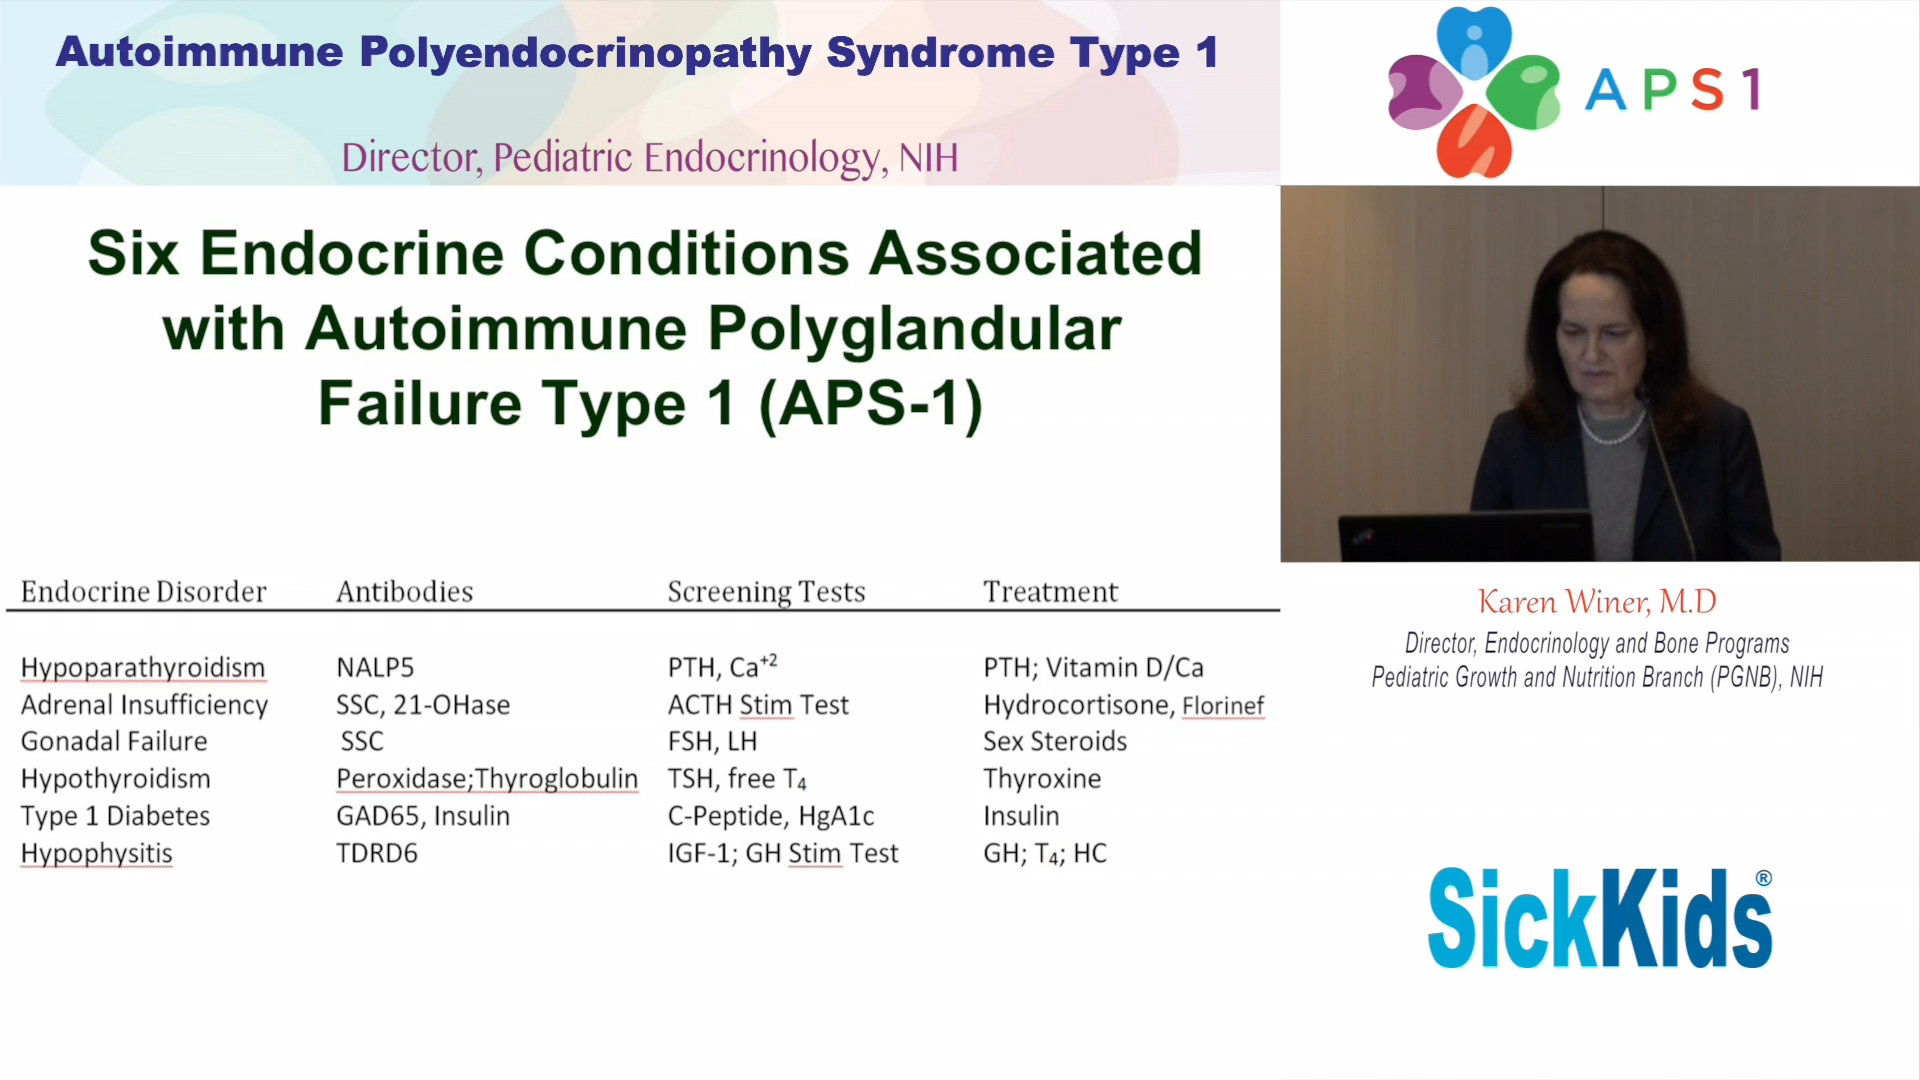 Autoimmune Polyendocrinopathy Syndrome Type 1
Director, Pediatric Endocrinology, NIH
APS1
Six Endocrine Conditions Associated
with Autoimmune Polyglandular
Failure Type 1 (APS-1)
Endocrine Disorder Antibodies Screening Tests Treatment
Hypoparathyroidism NALP5 PTH, Ca⁺² PTH; Vitamin D/Ca
Adrenal Insufficiency SSC, 21-OHase ACTH Stim Test Hydrocortisone, Florinef
Gonadal Failure SSC FSH, LH Sex Steroids
Hypothyroidism Peroxidase;Thyroglobulin TSH, free T₄ Thyroxine
Type 1 Diabetes GAD65, Insulin C-Peptide, HgA1c Insulin
Hypophysitis TDRD6 IGF-1; GH Stim Test GH; T₄; HC
Karen Winer, M.D
Director, Endocrinology and Bone Programs
Pediatric Growth and Nutrition Branch (PGNB), NIH
SickKids®